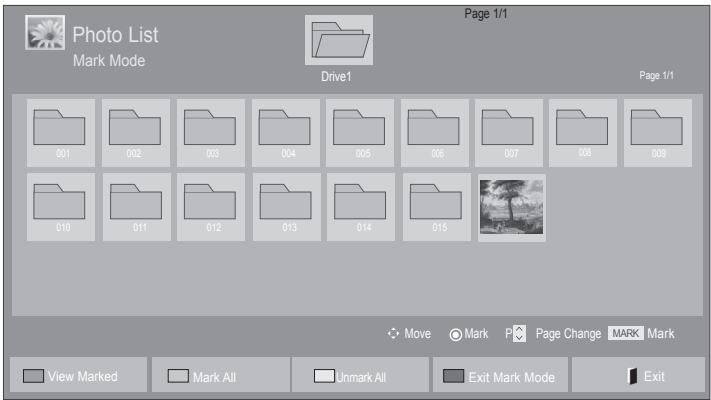 Page 1/1
Photo List
Mark Mode
Drive1
Page 1/1
001 002 003 004 005 006 007 008 009
010 011 012 013 014 015
Move Mark P Page Change MARK Mark
View Marked Mark All Unmark All Exit Mark Mode Exit